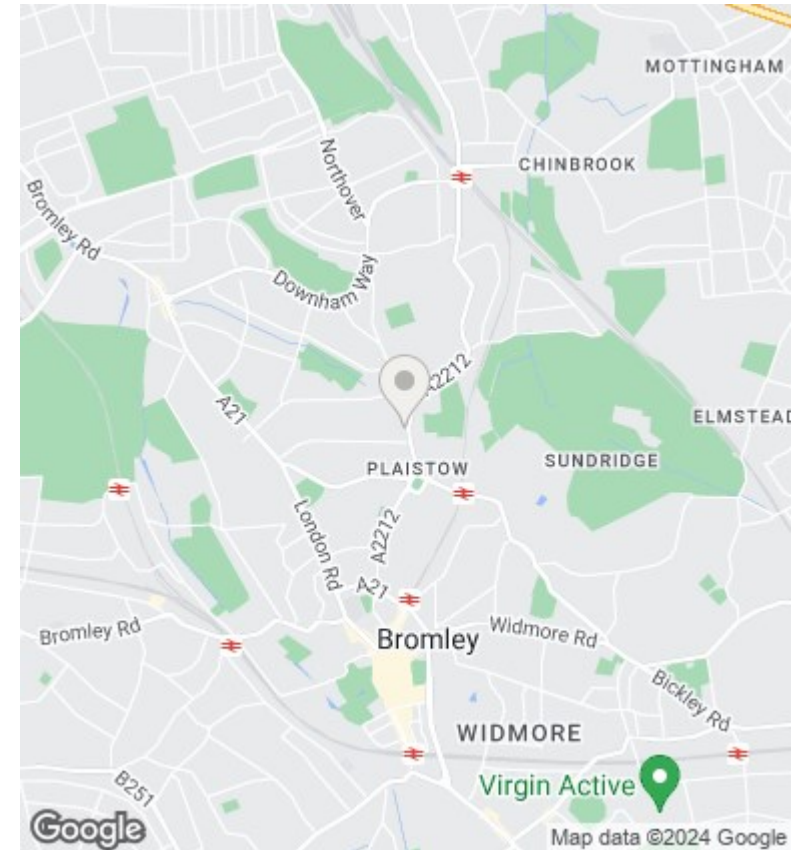 MOTTINGHAM
CHINBROOK
Northover
Bromley Rd
Downham Way
A2212
A21
ELMSTEAD
PLAISTOW
SUNDRIDGE
London Rd
A2212
A21
Bromley Rd
Bromley
Widmore Rd
Bickley Rd
WIDMORE
Virgin Active
B251
Google
Map data ©2024 Google